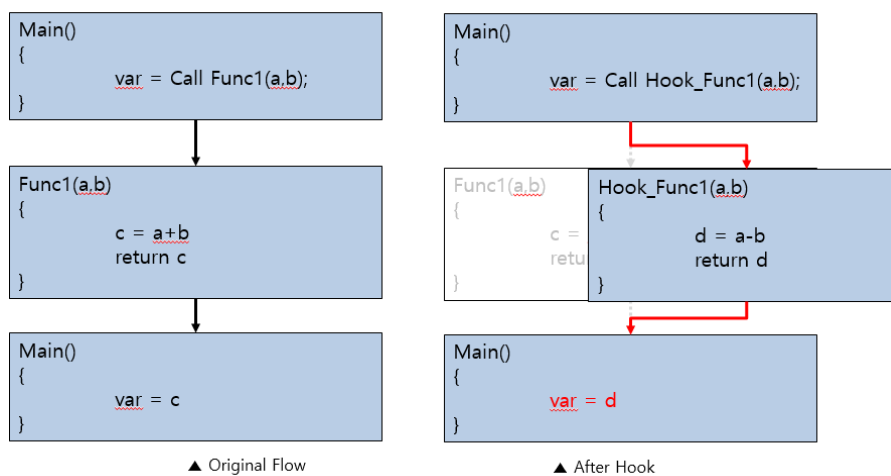 Main()
{
var = Call Func1(a,b);
}
Func1(a,b)
{
c = a+b
return c
}
Main()
{
var = c
}
▲ Original Flow
Main()
{
var = Call Hook_Func1(a,b);
}
Func1(a,b)
{
c =
retu
}
Hook_Func1(a,b)
{
d = a-b
return d
}
Main()
{
var = d
}
▲ After Hook